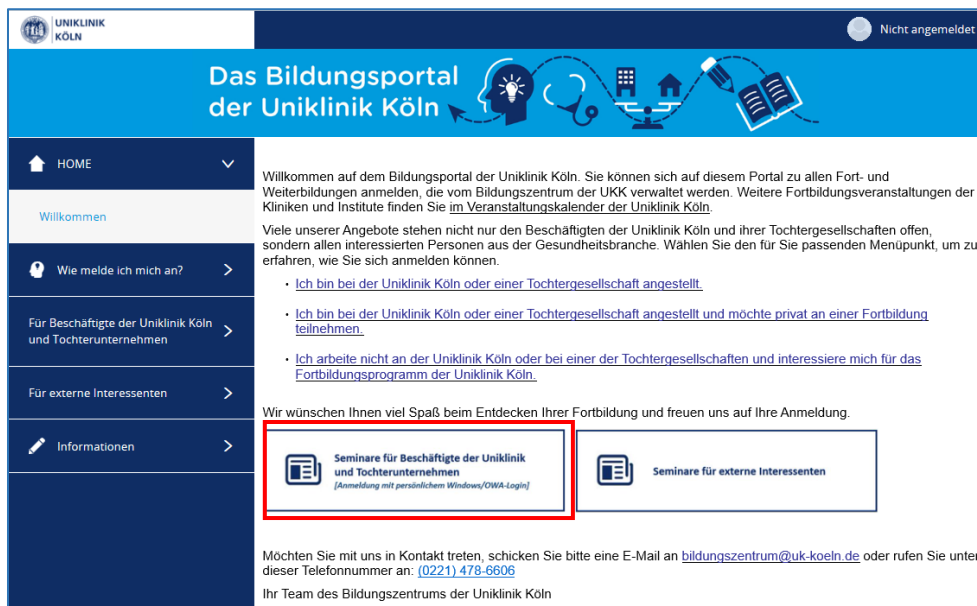 UNIKLINIK
KÖLN
Nicht angemeldet
Das Bildungsportal
der Uniklinik Köln
HOME
Willkommen
Wie melde ich mich an?
Für Beschäftigte der Uniklinik Köln
und Tochterunternehmen
Für externe Interessenten
Informationen
Willkommen auf dem Bildungsportal der Uniklinik Köln. Sie können sich auf diesem Portal zu allen Fort- und
Weiterbildungen anmelden, die vom Bildungszentrum der UKK verwaltet werden. Weitere Fortbildungsveranstaltungen der
Kliniken und Institute finden Sie im Veranstaltungskalender der Uniklinik Köln.
Viele unserer Angebote stehen nicht nur den Beschäftigten der Uniklinik Köln und ihrer Tochtergesellschaften offen,
sondern allen interessierten Personen aus der Gesundheitsbranche. Wählen Sie den für Sie passenden Menüpunkt, um zu
erfahren, wie Sie sich anmelden können.
• Ich bin bei der Uniklinik Köln oder einer Tochtergesellschaft angestellt.
• Ich bin bei der Uniklinik Köln oder einer Tochtergesellschaft angestellt und möchte privat an einer Fortbildung
teilnehmen.
• Ich arbeite nicht an der Uniklinik Köln oder bei einer der Tochtergesellschaften und interessiere mich für das
Fortbildungsprogramm der Uniklinik Köln.
Wir wünschen Ihnen viel Spaß beim Entdecken Ihrer Fortbildung und freuen uns auf Ihre Anmeldung.
Seminare für Beschäftigte der Uniklinik
und Tochterunternehmen
[Anmeldung mit persönlichem Windows/OWA-Login]
Seminare für externe Interessenten
Möchten Sie mit uns in Kontakt treten, schicken Sie bitte eine E-Mail an bildungszentrum@uk-koeln.de oder rufen Sie unter
dieser Telefonnummer an: (0221) 478-6606
Ihr Team des Bildungszentrums der Uniklinik Köln